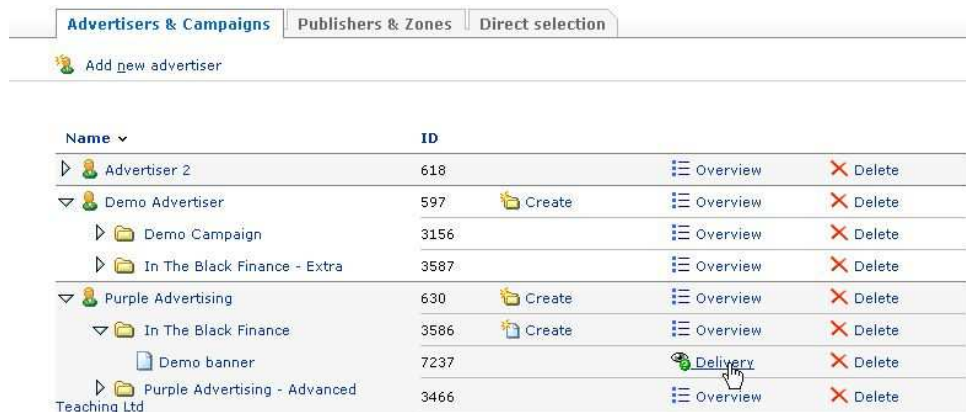 Advertisers & Campaigns Publishers & Zones Direct selection
Add new advertiser
Name ID
Advertiser 2 618 Overview Delete
Demo Advertiser 597 Create Overview Delete
Demo Campaign 3156 Overview Delete
In The Black Finance - Extra 3587 Overview Delete
Purple Advertising 630 Create Overview Delete
In The Black Finance 3586 Create Overview Delete
Demo banner 7237 Delivery Delete
Purple Advertising - Advanced
Teaching Ltd 3466 Overview Delete